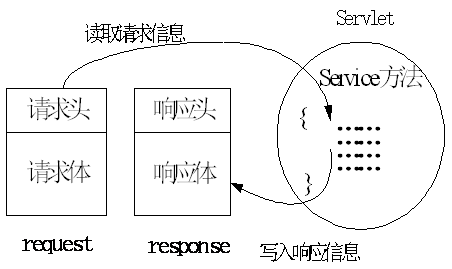 Servlet
读取请求信息
Service方法
请求头
响应头
{
请求体
响应体
}
request
response
写入响应信息